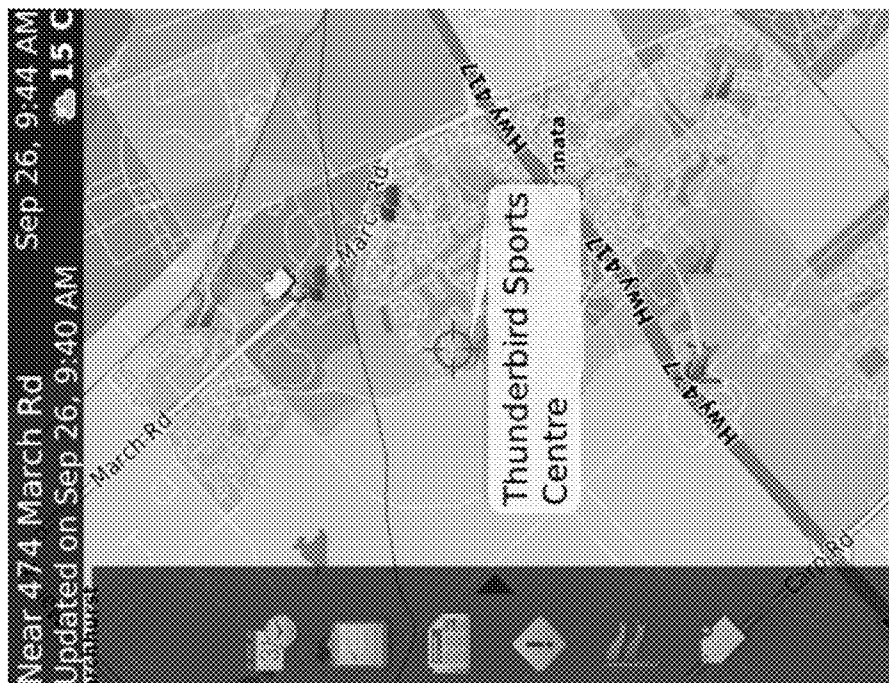 Near 474 March Rd
Sep 26, 9:44 AM
Updated on Sep 26, 9:40 AM
15 C
March Rd
March Rd
Hwy 417
anata
Thunderbird Sports
Centre
Hwy 417
Hwy 417
Carp Rd